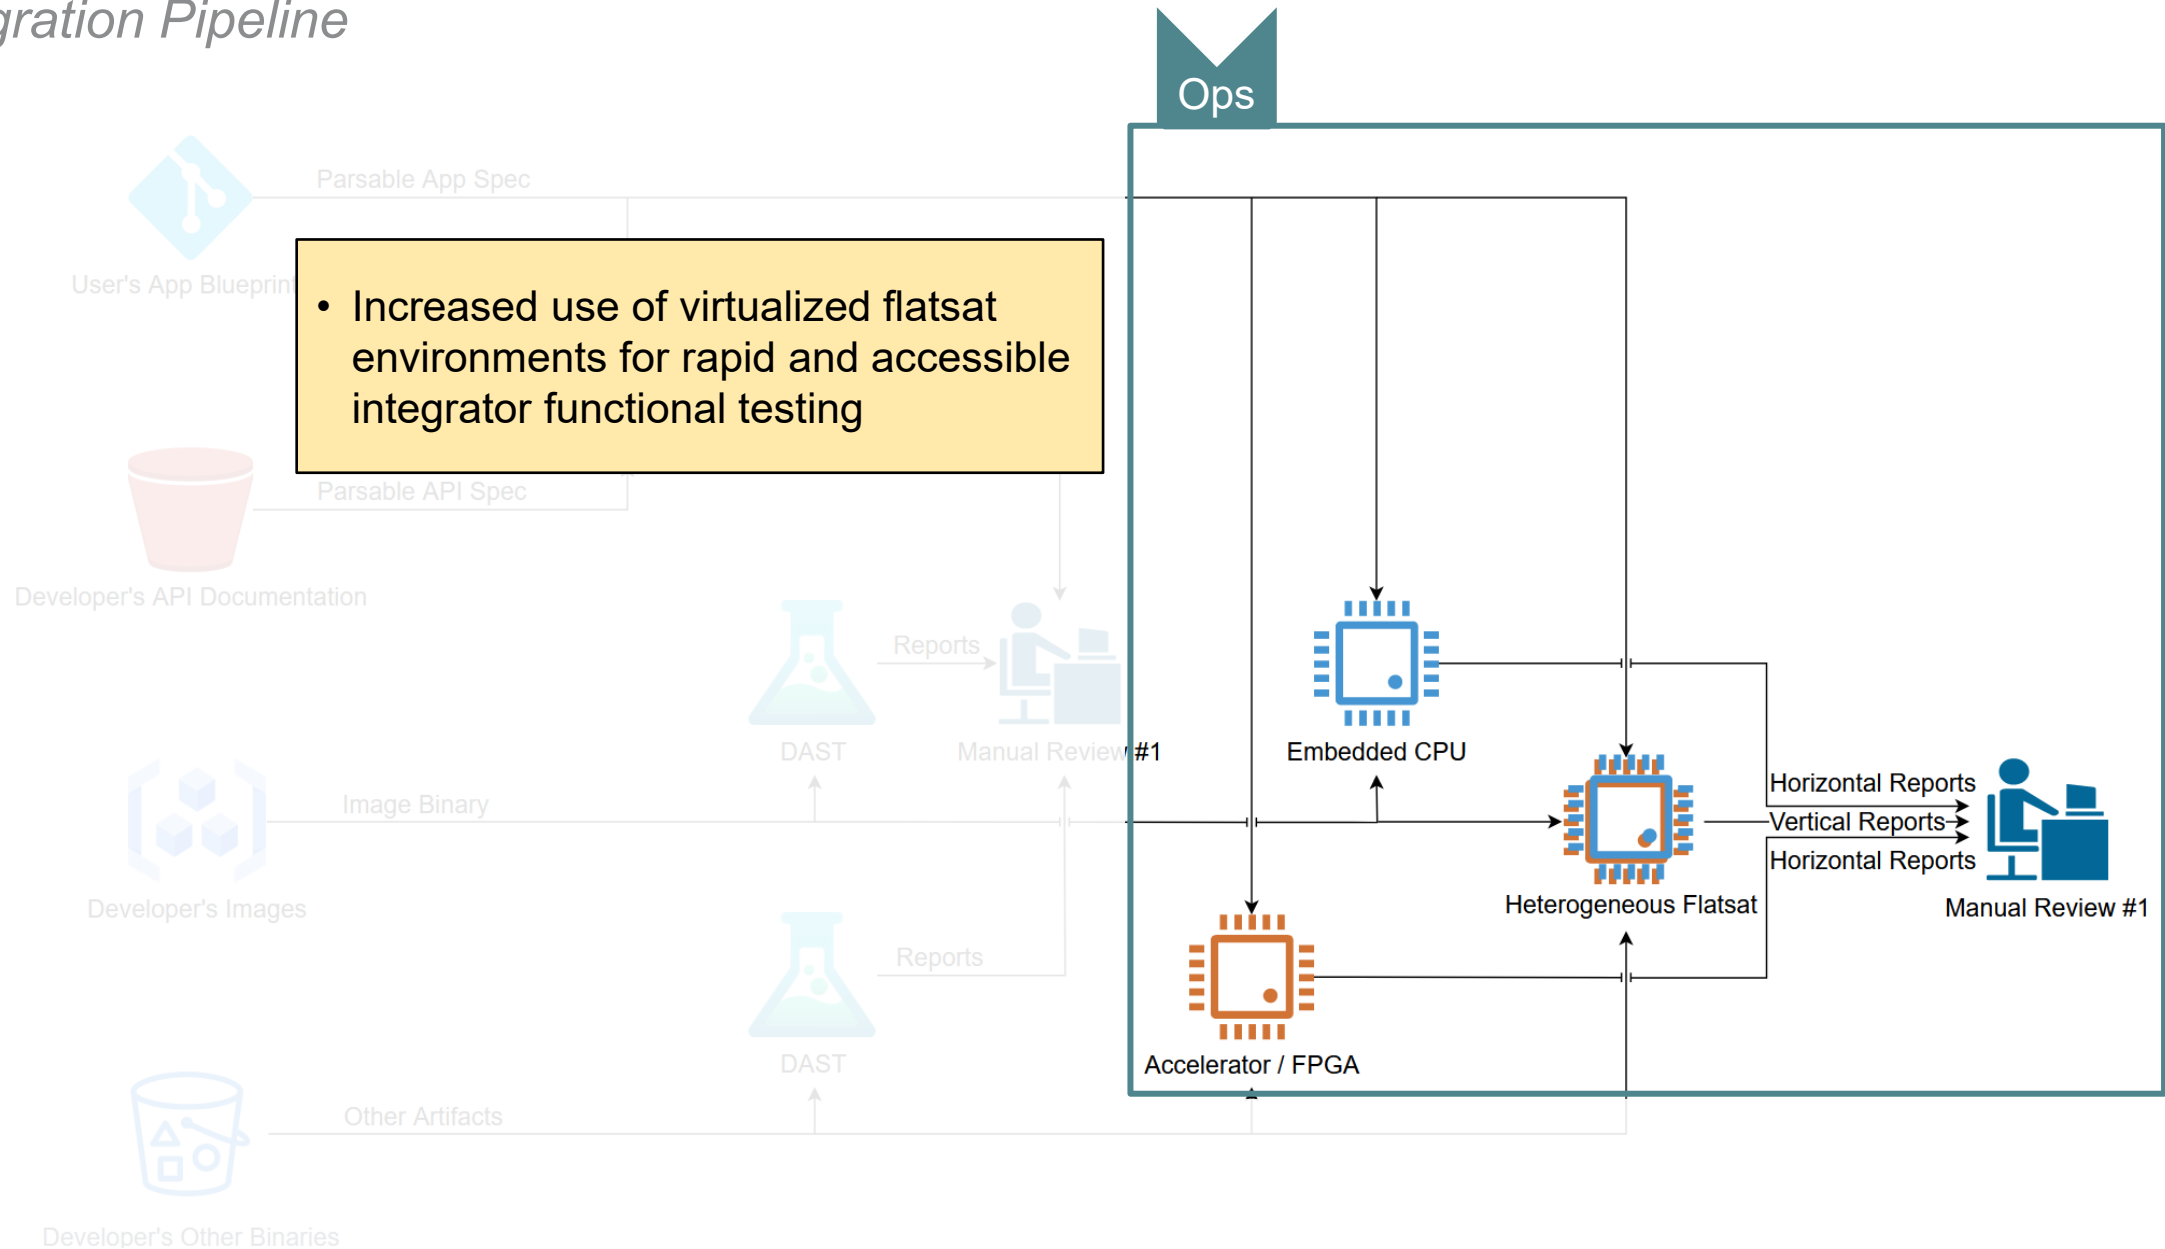 gration Pipeline
Ops
Parsable App Spec
User's App Blueprint
• Increased use of virtualized flatsat
environments for rapid and accessible
integrator functional testing
Parsable API Spec
Developer's API Documentation
Reports
DAST
Manual Review #1
Embedded CPU
Horizontal Reports
Vertical Reports
Horizontal Reports
Image Binary
Developer's Images
Heterogeneous Flatsat
Manual Review #1
Reports
DAST
Accelerator / FPGA
Other Artifacts
Developer's Other Binaries